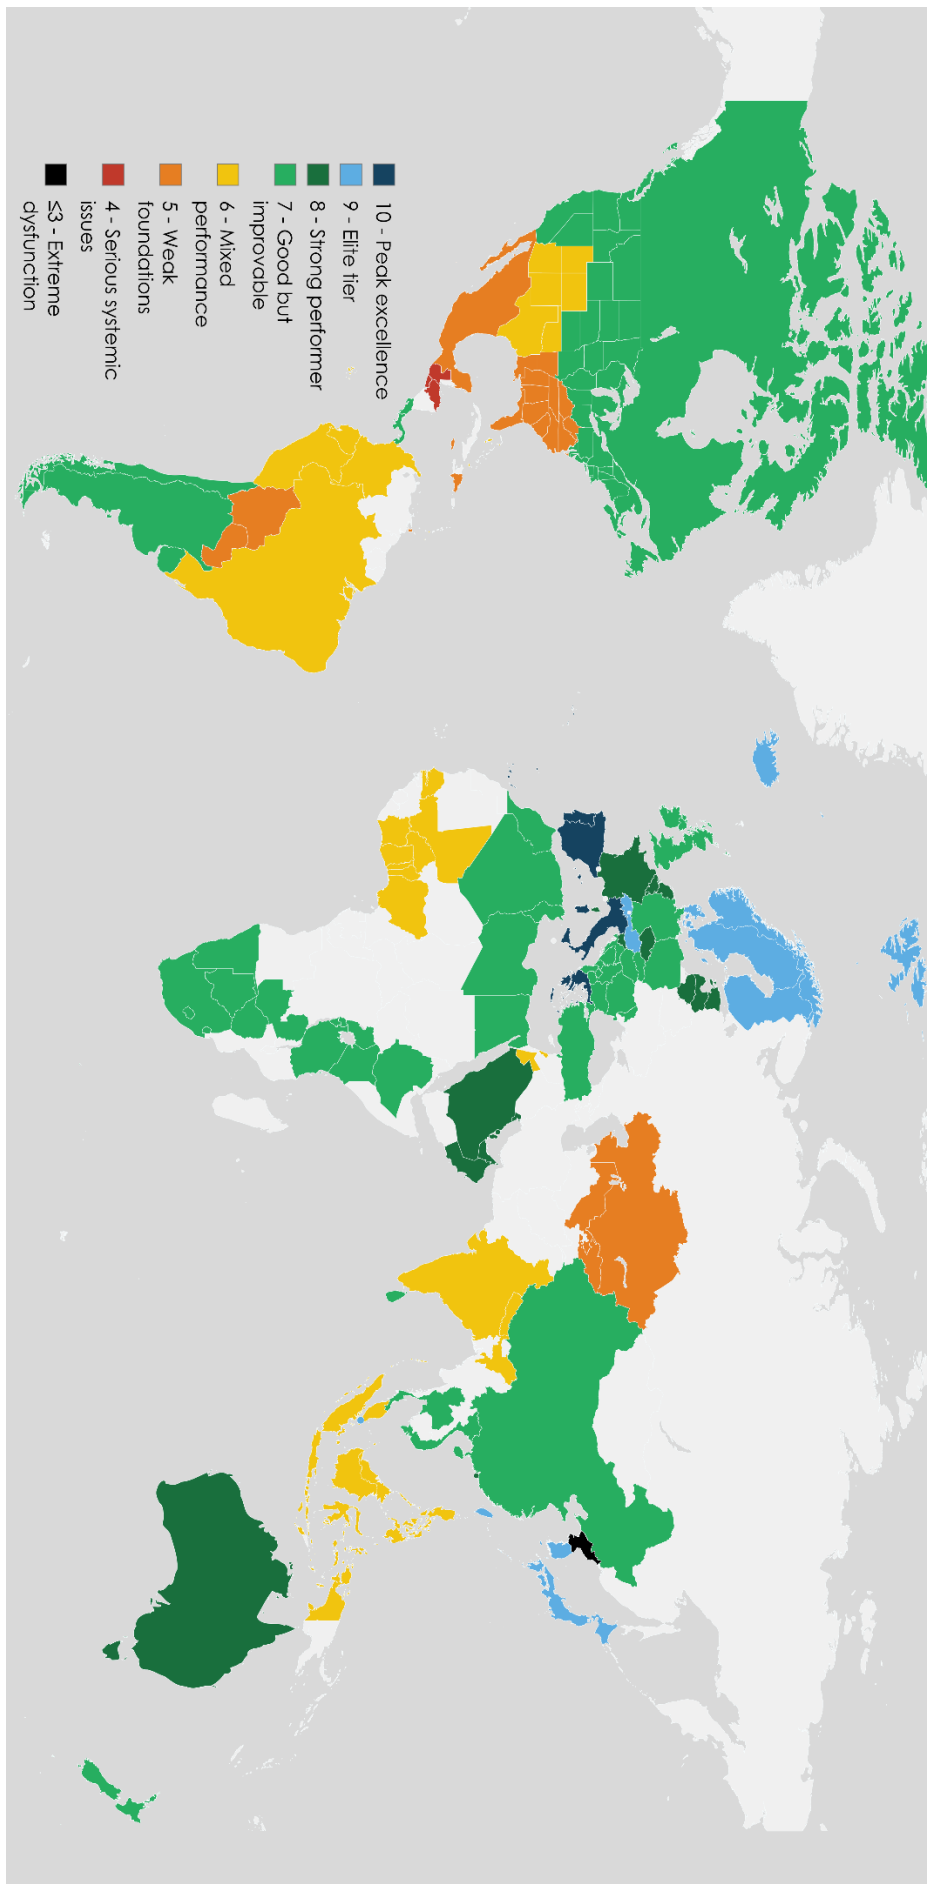 10 - Peak excellence
9 - Elite tier
8 - Strong performer
7 - Good but
improvable
6 - Mixed
performance
5 - Weak
foundations
4 - Serious systemic
issues
≤3 - Extreme
dysfunction